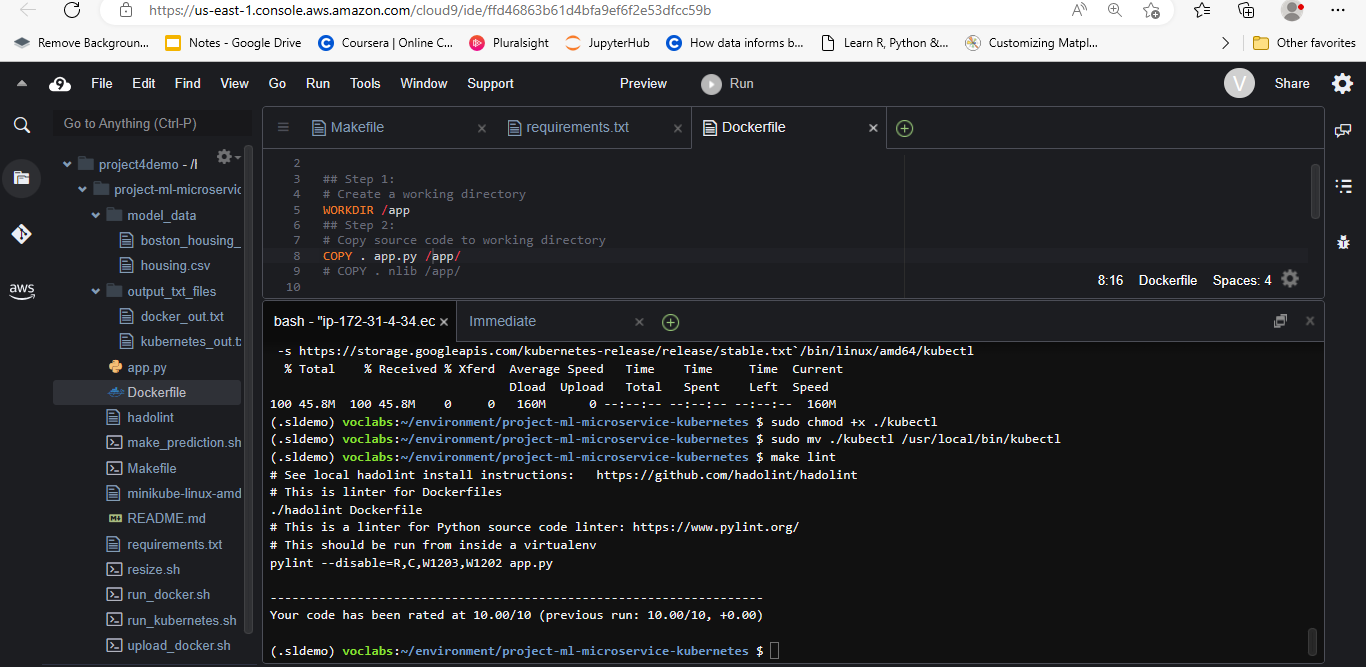 https://us-east-1.console.aws.amazon.com/cloud9/ide/ffd46863b61d4bfa9ef6f2e53dfcc59b
Remove Backgroun... Notes - Google Drive Coursera | Online C... Pluralsight JupyterHub How data informs b... Learn R, Python &... Customizing Matpl... Other favorites
9 File Edit Find View Go Run Tools Window Support Preview Run V Share
Go to Anything (Ctrl-P)
project4demo - /l
project-ml-microservic
model_data
boston_housing_
housing.csv
output_txt_files
docker_out.txt
kubernetes_out.t
app.py
Dockerfile
hadolint
make_prediction.sh
Makefile
minikube-linux-amd
README.md
requirements.txt
resize.sh
run_docker.sh
run_kubernetes.sh
upload_docker.sh
aws
Makefile requirements.txt Dockerfile
2
3 ## Step 1:
4 # Create a working directory
5 WORKDIR /app
6 ## Step 2:
7 # Copy source code to working directory
8 COPY . app.py /app/
9 # COPY . nlib /app/
10
8:16 Dockerfile Spaces: 4
bash - "ip-172-31-4-34.ec Immediate
-s https://storage.googleapis.com/kubernetes-release/release/stable.txt`/bin/linux/amd64/kubectl
% Total % Received % Xferd Average Speed Time Time Time Current
Dload Upload Total Spent Left Speed
100 45.8M 100 45.8M 0 0 160M 0 --:--:-- --:--:-- --:--:-- 160M
(.sldemo) voclabs:~/environment/project-ml-microservice-kubernetes $ sudo chmod +x ./kubectl
(.sldemo) voclabs:~/environment/project-ml-microservice-kubernetes $ sudo mv ./kubectl /usr/local/bin/kubectl
(.sldemo) voclabs:~/environment/project-ml-microservice-kubernetes $ make lint
# See local hadolint install instructions: https://github.com/hadolint/hadolint
# This is linter for Dockerfiles
./hadolint Dockerfile
# This is a linter for Python source code linter: https://www.pylint.org/
# This should be run from inside a virtualenv
pylint --disable=R,C,W1203,W1202 app.py
--------------------------------------------------------------------
Your code has been rated at 10.00/10 (previous run: 10.00/10, +0.00)
(.sldemo) voclabs:~/environment/project-ml-microservice-kubernetes $